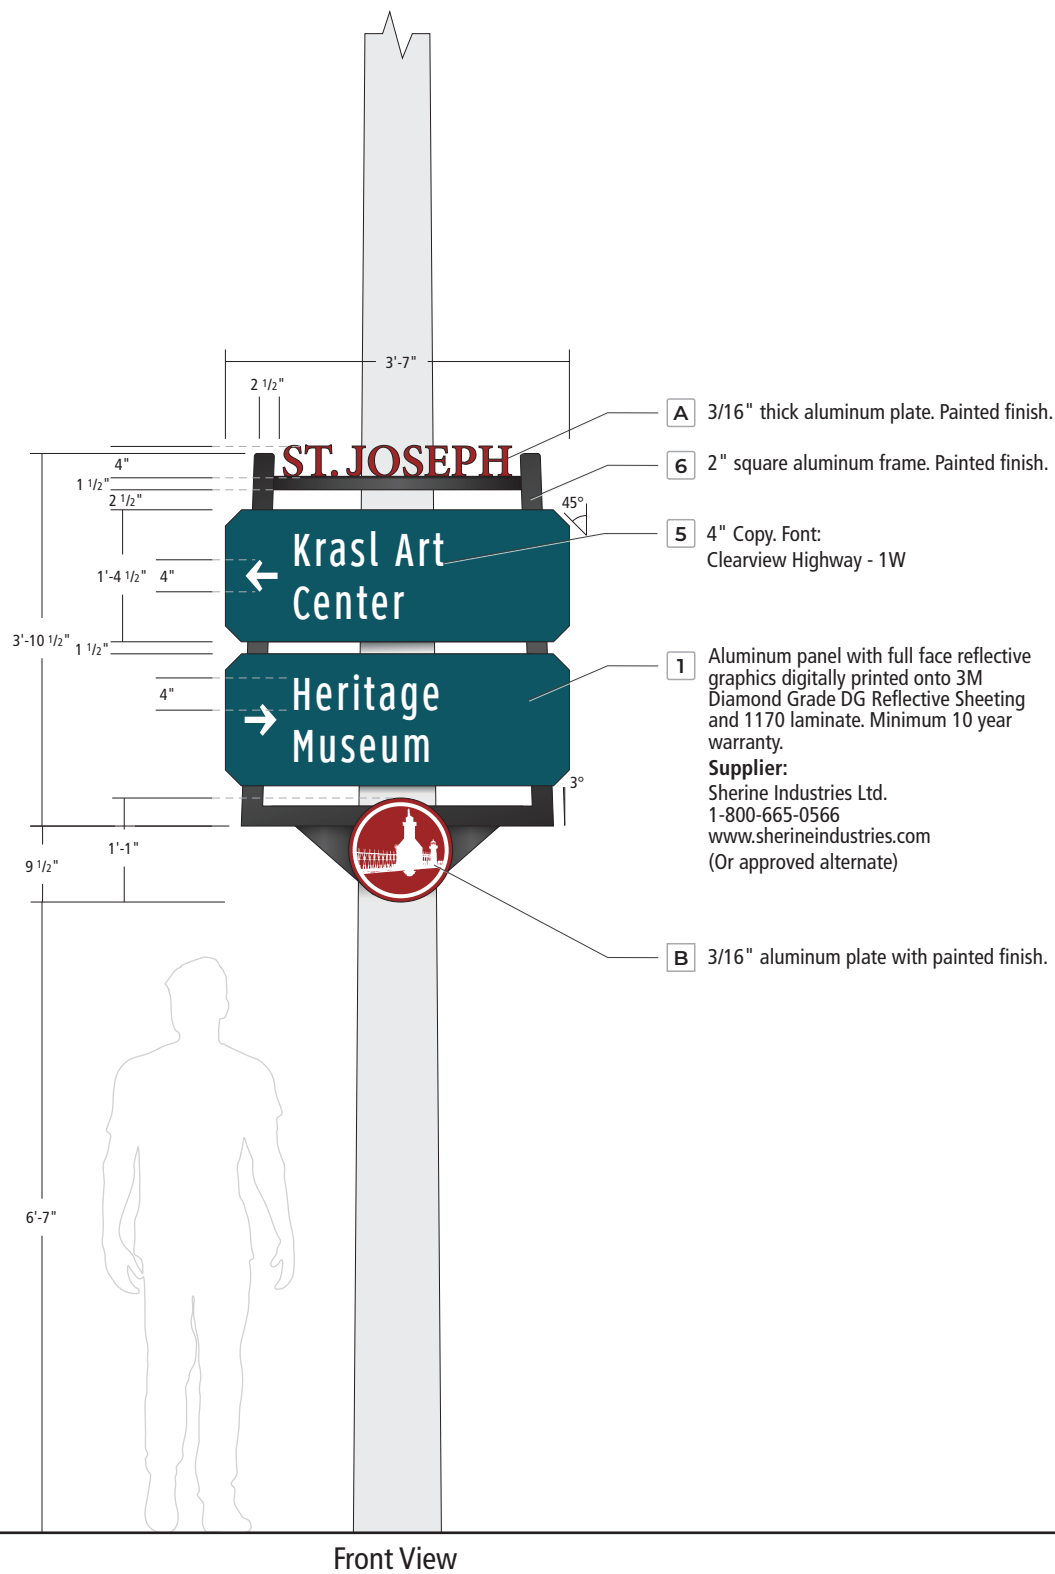 3'-7"
2 1/2"
ST. JOSEPH
4"
1 1/2"
2 1/2"
45°
Krasl Art
Center
1'-4 1/2"
4"
3'-10 1/2"
1 1/2"
4"
Heritage
Museum
3°
1'-1"
9 1/2"
6'-7"
A 3/16" thick aluminum plate. Painted finish.
6 2" square aluminum frame. Painted finish.
5 4" Copy. Font:
Clearview Highway - 1W
1 Aluminum panel with full face reflective
graphics digitally printed onto 3M
Diamond Grade DG Reflective Sheeting
and 1170 laminate. Minimum 10 year
warranty.
Supplier:
Sherine Industries Ltd.
1-800-665-0566
www.sherineindustries.com
(Or approved alternate)
B 3/16" aluminum plate with painted finish.
Front View